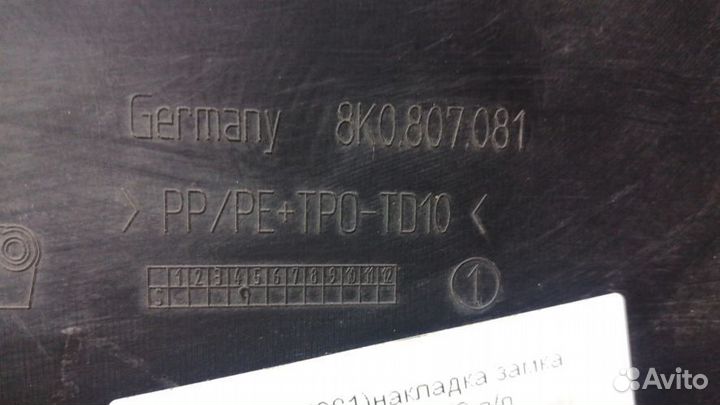 Germany 8K0.807.081
> PP/PE+TPO-TD10 <
1 2 3 4 5 6 7 8 9 10 11 12
1
)накладка замка
Avito